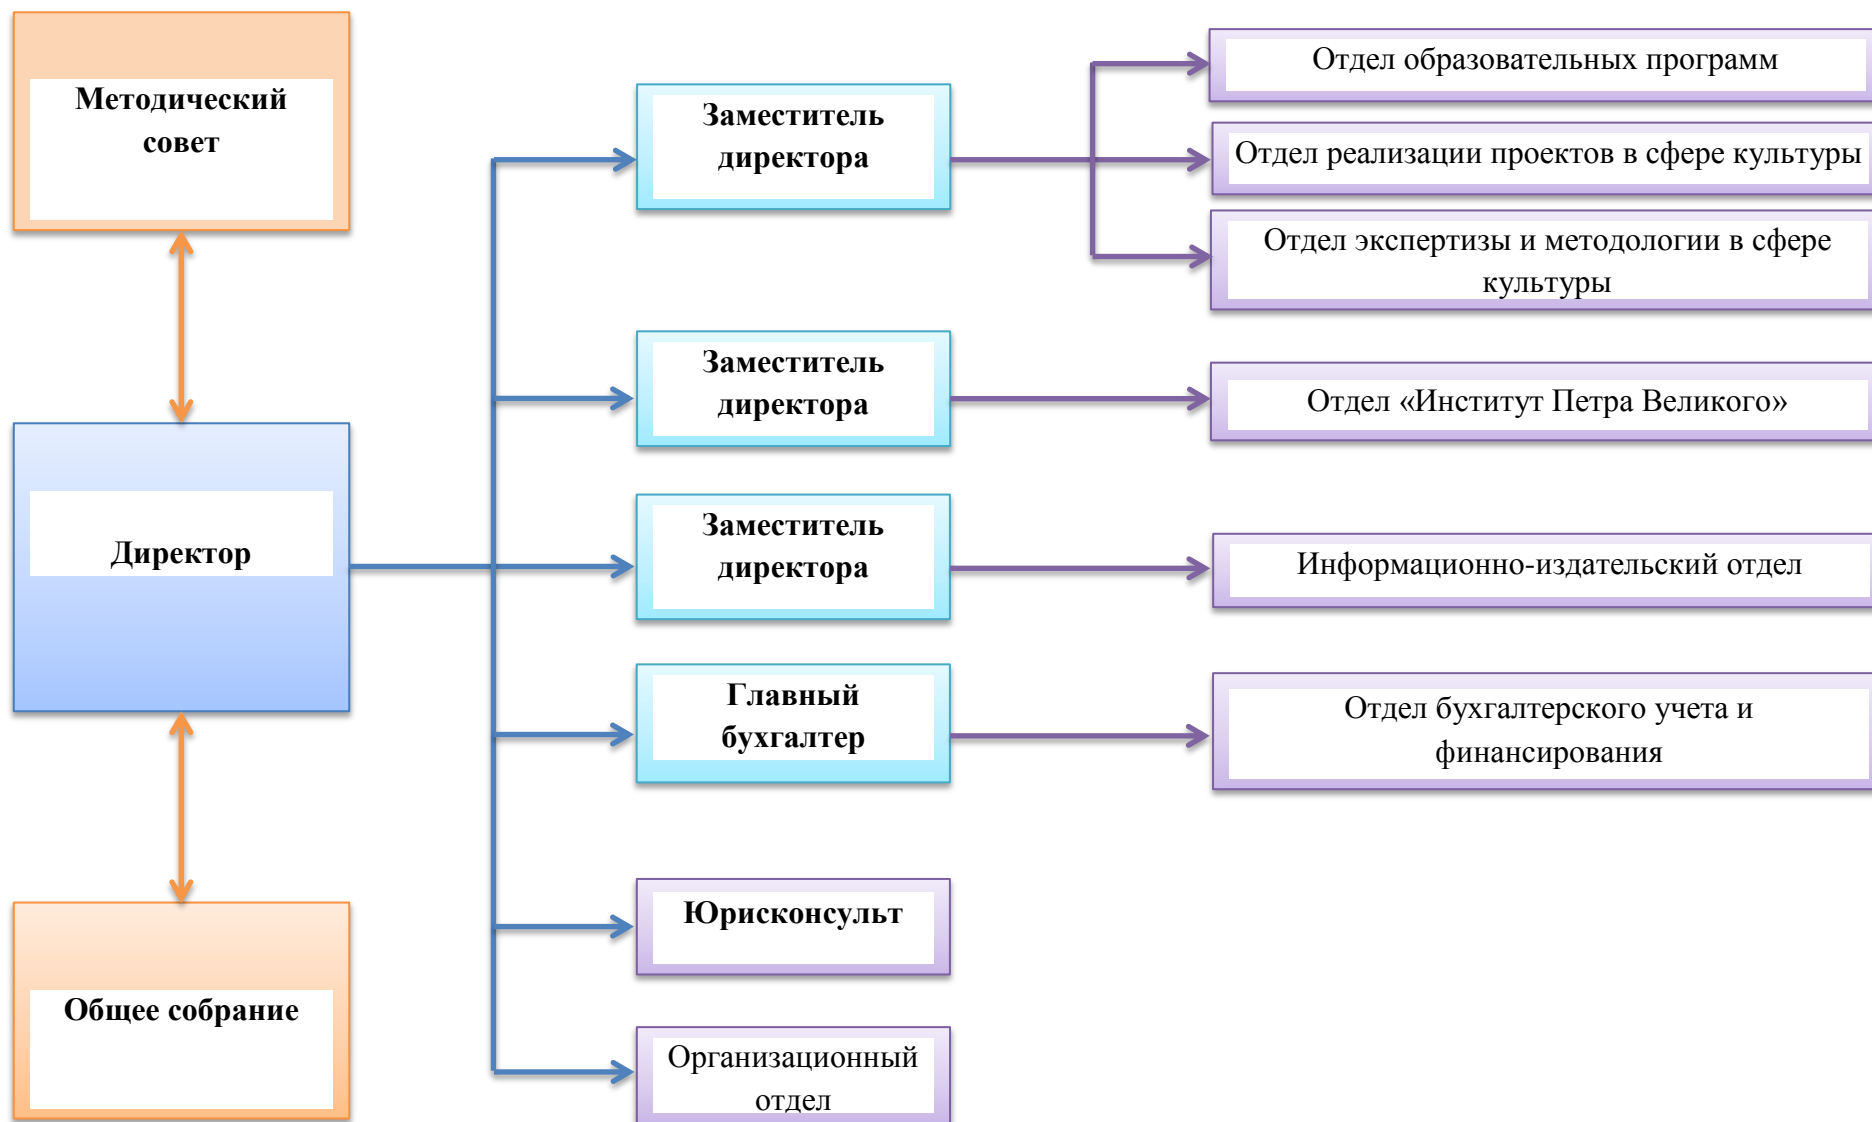 Методический
совет
Директор
Общее собрание
Заместитель
директора
Заместитель
директора
Заместитель
директора
Главный
бухгалтер
Юрисконсульт
Организационный
отдел
Отдел образовательных программ
Отдел реализации проектов в сфере культуры
Отдел экспертизы и методологии в сфере
культуры
Отдел «Институт Петра Великого»
Информационно-издательский отдел
Отдел бухгалтерского учета и
финансирования